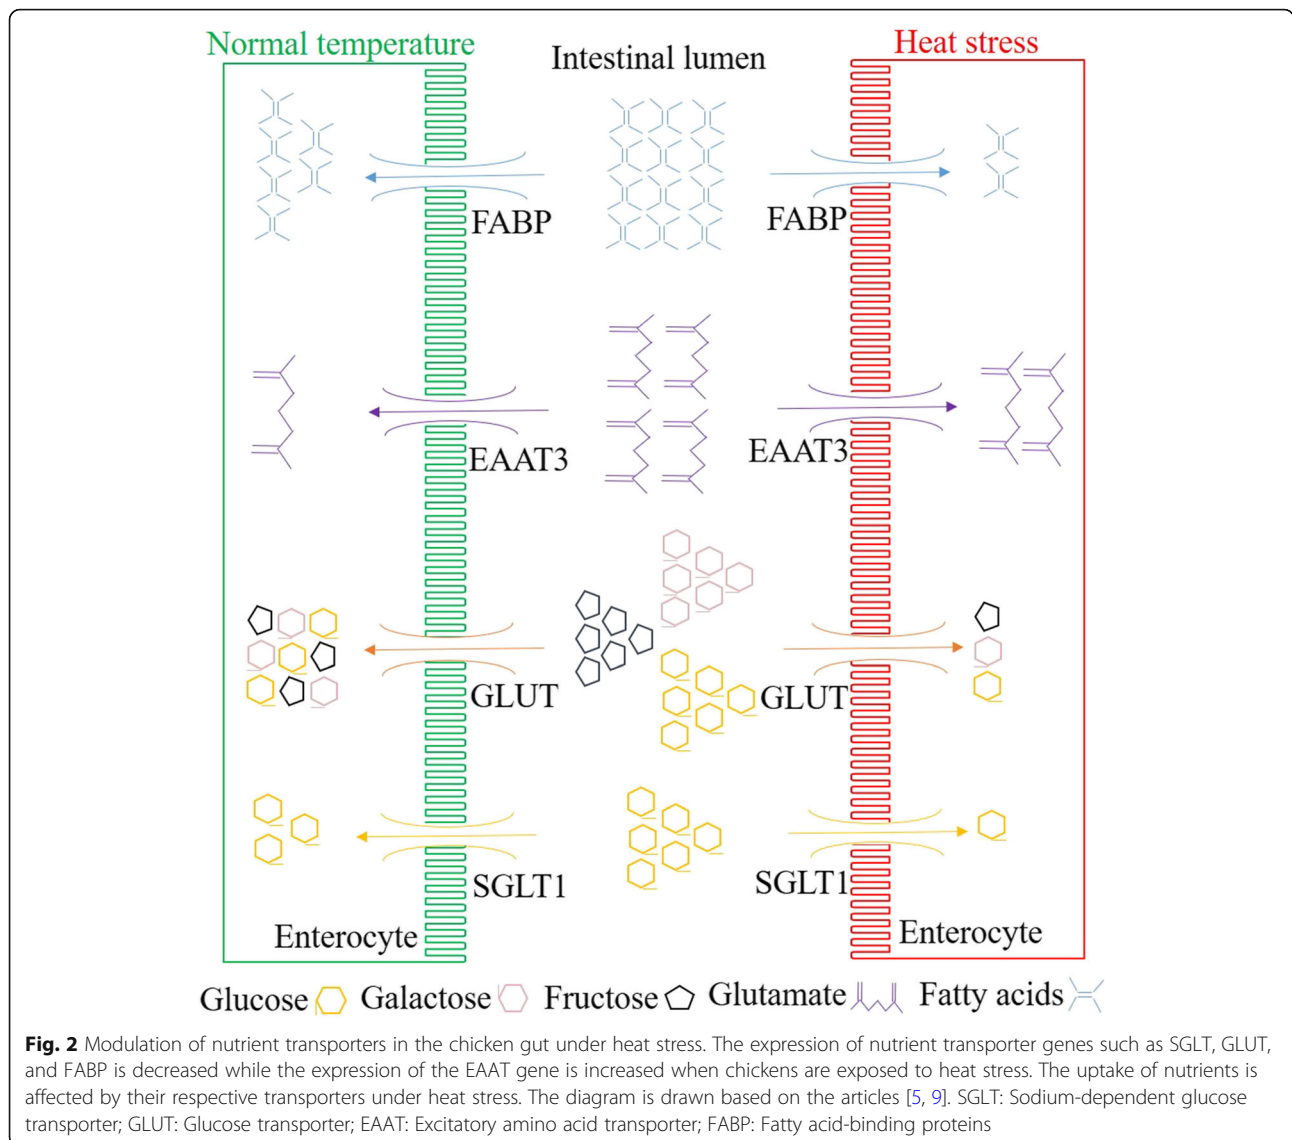 Normal temperature
Intestinal lumen
Heat stress
FABP
FABP
EAAT3
EAAT3
GLUT
GLUT
SGLT1
SGLT1
Enterocyte
Enterocyte
Glucose Galactose Fructose Glutamate Fatty acids
Fig. 2 Modulation of nutrient transporters in the chicken gut under heat stress. The expression of nutrient transporter genes such as SGLT, GLUT,
and FABP is decreased while the expression of the EAAT gene is increased when chickens are exposed to heat stress. The uptake of nutrients is
affected by their respective transporters under heat stress. The diagram is drawn based on the articles [5, 9]. SGLT: Sodium-dependent glucose
transporter; GLUT: Glucose transporter; EAAT: Excitatory amino acid transporter; FABP: Fatty acid-binding proteins